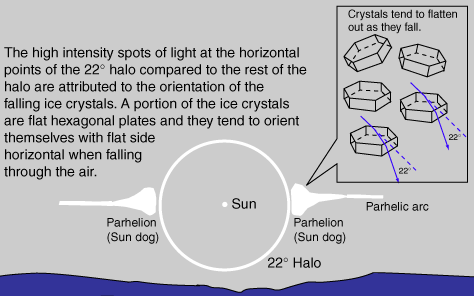 Crystals tend to flatten
out as they fall.
The high intensity spots of light at the horizontal
points of the 22° halo compared to the rest of the
halo are attributed to the orientation of the
falling ice crystals. A portion of the ice crystals
are flat hexagonal plates and they tend to orient
themselves with flat side
horizontal when falling
through the air.
22°
22°
Sun
Parhelion
(Sun dog)
Parhelion
(Sun dog)
Parhelic arc
22° Halo